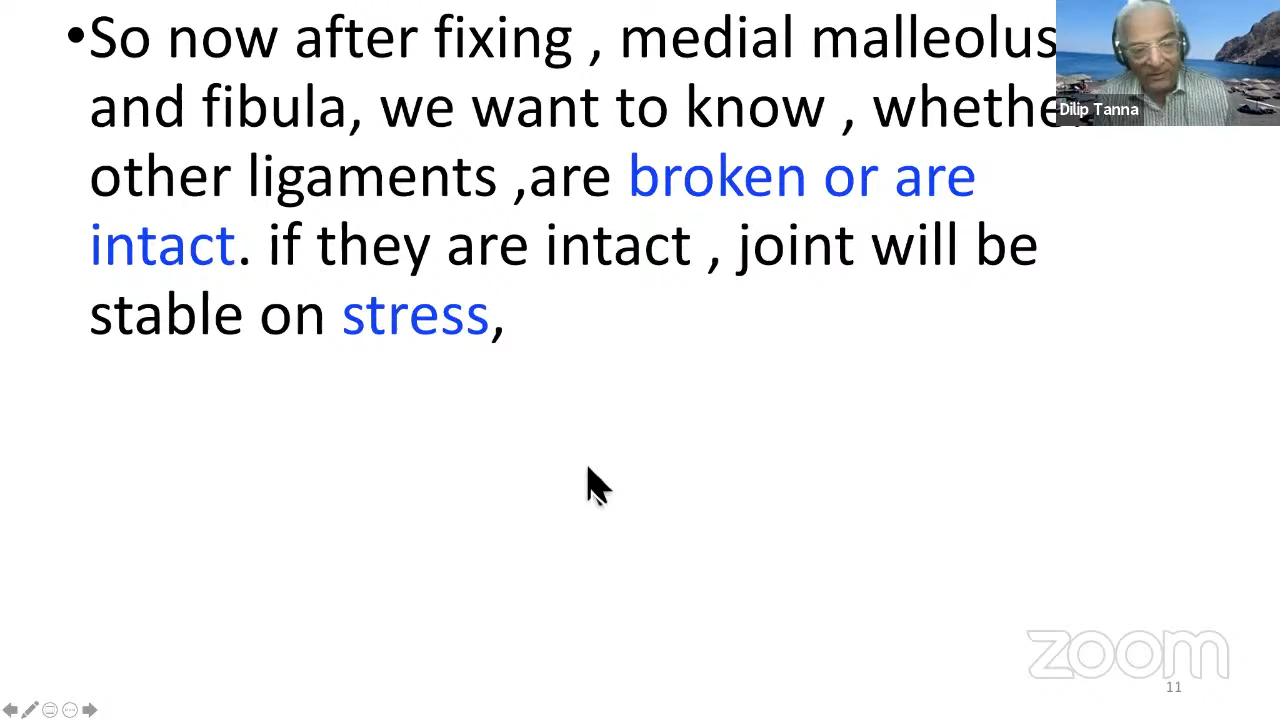 •So now after fixing , medial malleolus
and fibula, we want to know , whethe
other ligaments ,are broken or are
intact. if they are intact , joint will be
stable on stress,
Dilip Tanna
zoom
11